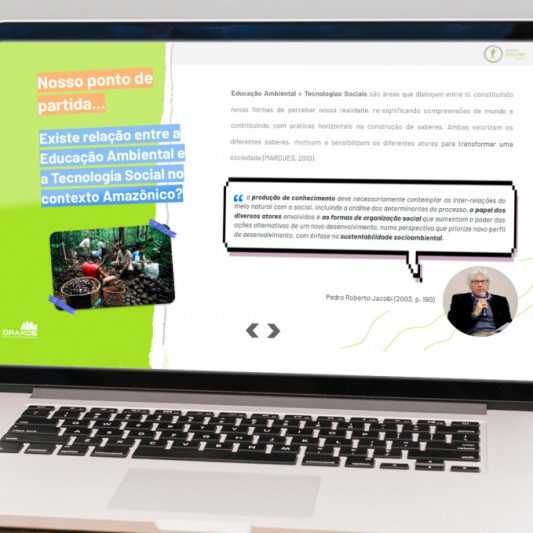 ONLINE
Nosso ponto de
partida...
Existe relação entre a
Educação Ambiental e
a Tecnologia Social no
contexto Amazônico?
DRAXOS
Educação Ambiental e Tecnologias Sociais são áreas que dialogam entre si, constituindo
novas formas de perceber nossa realidade, re-significando compreensões de mundo e
contribuindo com práticas horizontais na construção de saberes. Ambas valorizam os
diferentes saberes, motivam e sensibilizam os diferentes atores para transformar uma
sociedade (MARQUES, 2010).
“ a produção de conhecimento deve necessariamente contemplar as inter-relações do
meio natural com o social, incluindo a análise dos determinantes do processo, o papel dos
diversos atores envolvidos e as formas de organização social que aumentam o poder das
ações alternativas de um novo desenvolvimento, numa perspectiva que priorize novo perfil
de desenvolvimento, com ênfase na sustentabilidade socioambiental.
Pedro Roberto Jacobi (2003, p. 190)